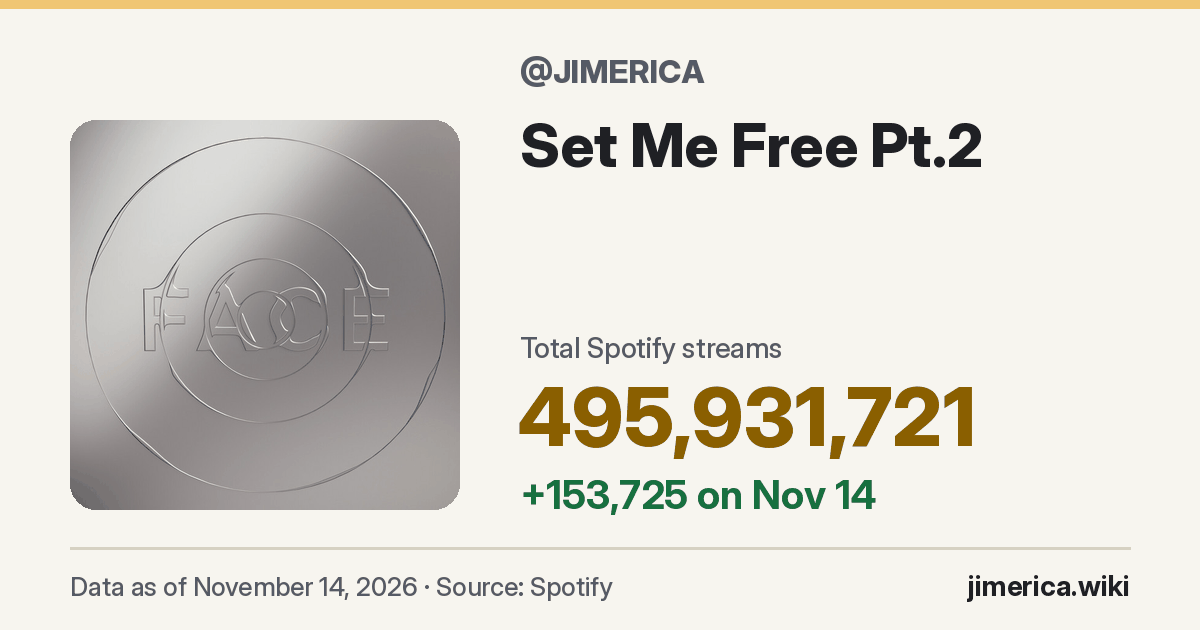 @JIMERICA
Set Me Free Pt.2
FACE
Total Spotify streams
495,931,721
+153,725 on Nov 14
Data as of November 14, 2026 · Source: Spotify
jimerica.wiki